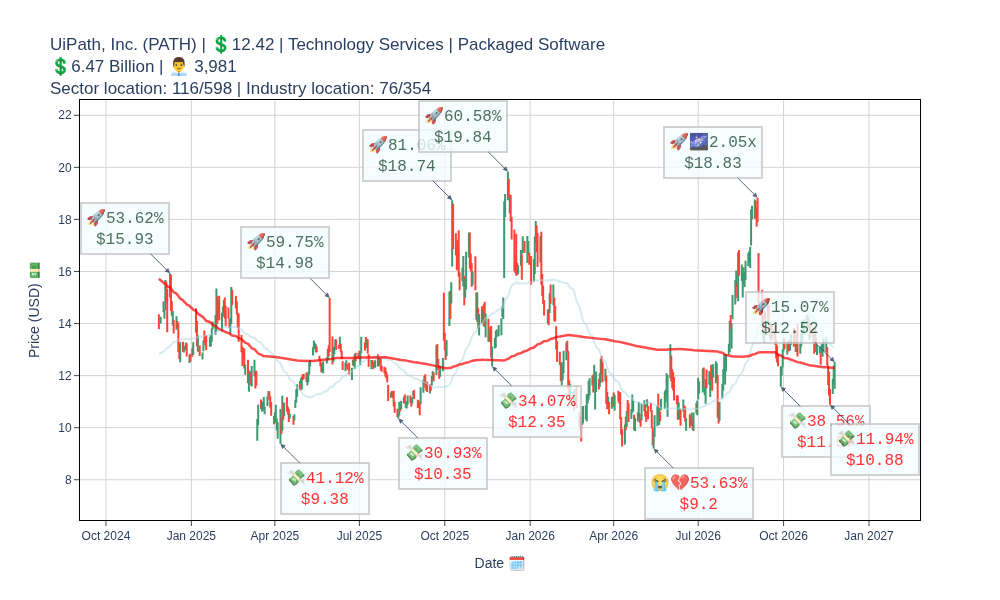 UiPath, Inc. (PATH) | 💲12.42 | Technology Services | Packaged Software
💲6.47 Billion | 👨‍💼 3,981
Sector location: 116/598 | Industry location: 76/354
🚀60.58%
$19.84
🚀81.06%
$18.74
🚀🌌2.05x
$18.83
🚀53.62%
$15.93
🚀59.75%
$14.98
🚀15.07%
$12.52
💸34.07%
$12.35
💸38.56%
$11.
💸11.94%
$10.88
💸30.93%
$10.35
💸41.12%
$9.38
😭💔53.63%
$9.2
22
20
18
16
14
12
10
8
Price (USD) 💵
Oct 2024
Jan 2025
Apr 2025
Jul 2025
Oct 2025
Jan 2026
Apr 2026
Jul 2026
Oct 2026
Jan 2027
Date 🗓️